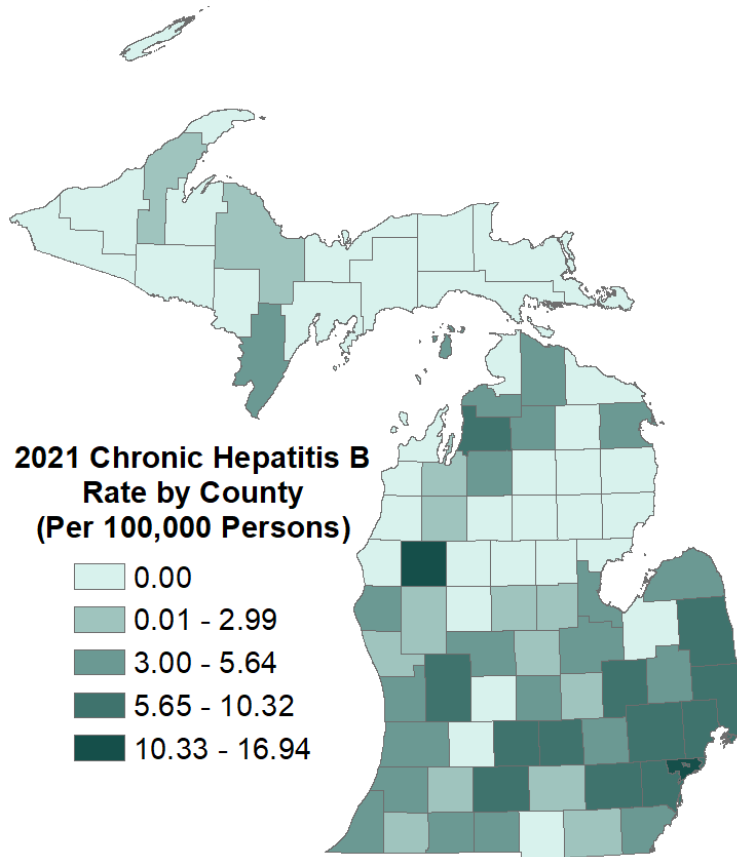 2021 Chronic Hepatitis B
Rate by County
(Per 100,000 Persons)
0.00
0.01 - 2.99
3.00 - 5.64
5.65 - 10.32
10.33 - 16.94